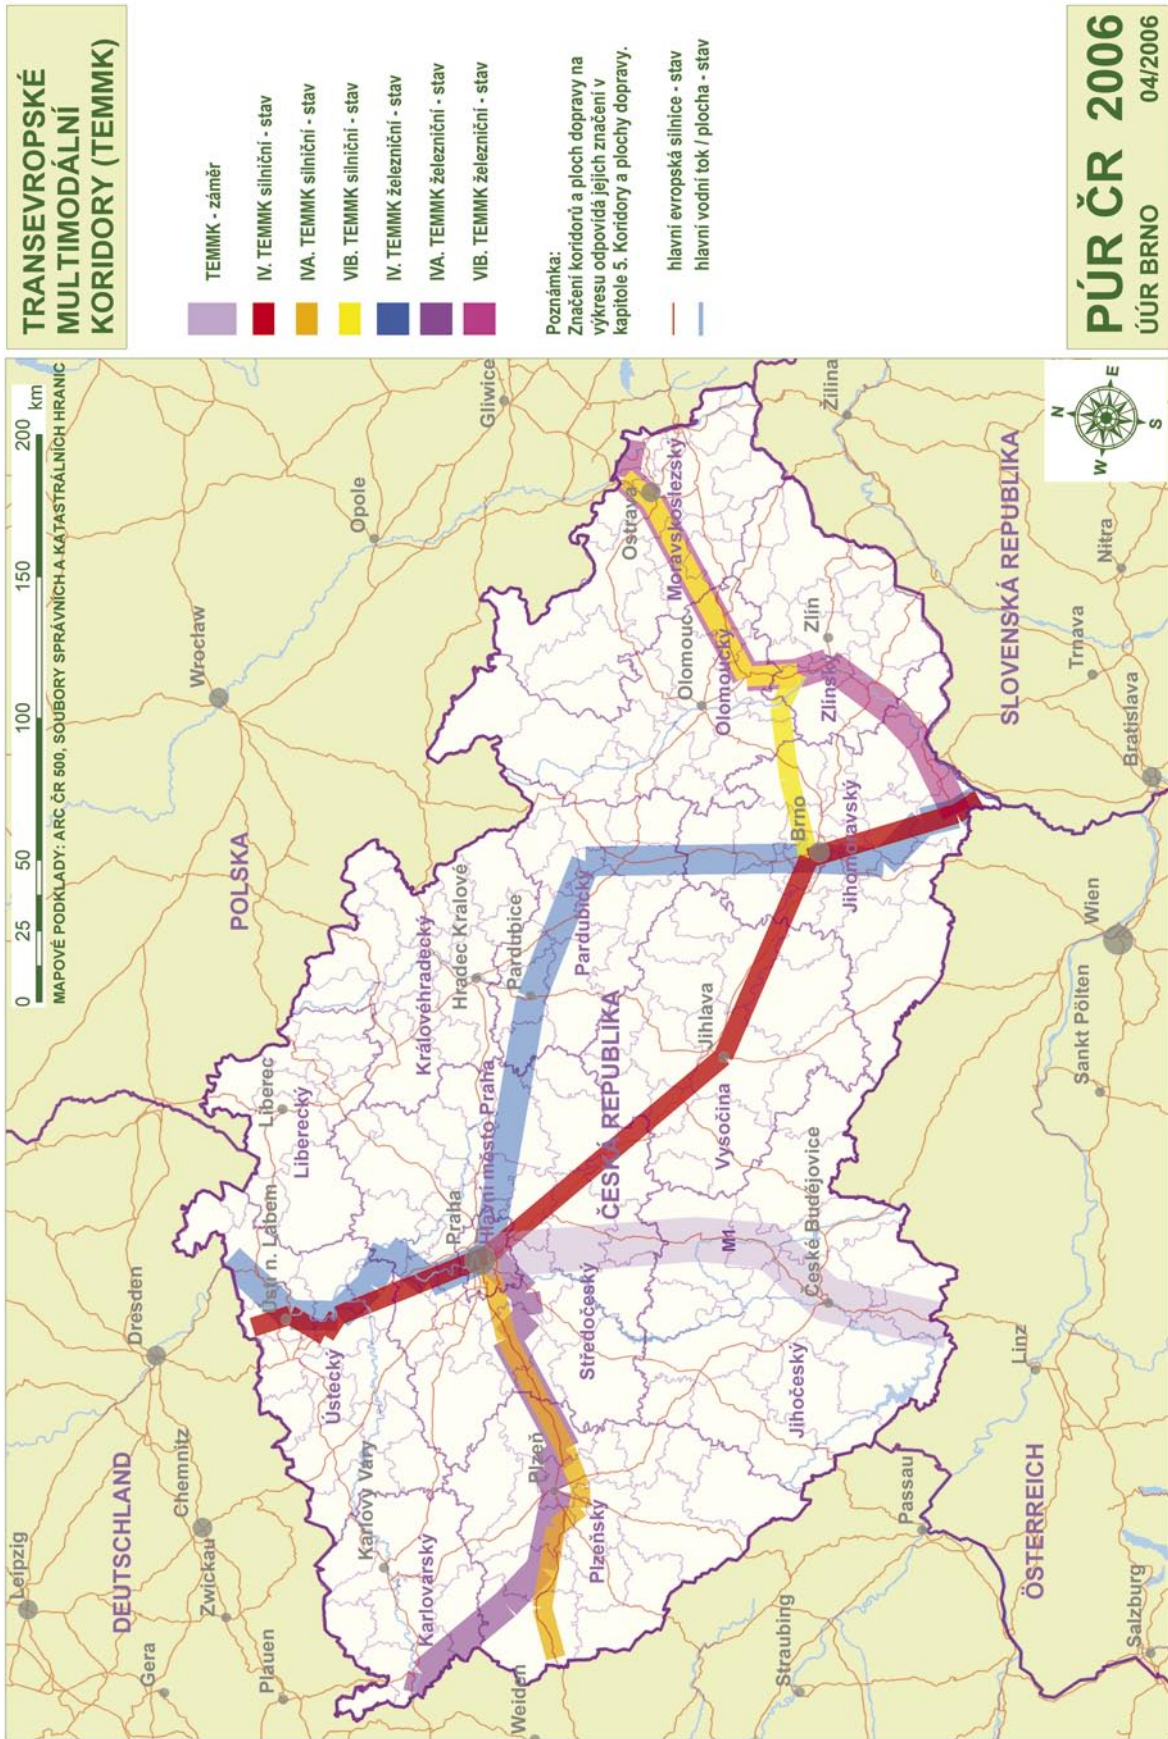 TRANSEVROPSKÉ
MULTIMODÁLNÍ
KORIDORY (TEMMK)
TEMMK - záměr
IV. TEMMK silniční - stav
IVA. TEMMK silniční - stav
VIB. TEMMK silniční - stav
IV. TEMMK železniční - stav
IVA. TEMMK železniční - stav
VIB. TEMMK železniční - stav
Poznámka:
Značení koridorů a ploch dopravy na
výkresu odpovídá jejich značení v
kapitole 5. Koridory a plochy dopravy.
hlavní evropská silnice - stav
hlavní vodní tok / plocha - stav
PÚR ČR 2006
ÚÚR BRNO 04/2006
0 25 50 100 150 200
km
MAPOVÉ PODKLADY: ARC ČR 500, SOUBORY SPRÁVNÍCH A KATASTRÁLNÍCH HRANIC
Leipzig
DEUTSCHLAND
Gera
Zwickau
Chemnitz
Dresden
Plauen
POLSKA
Wrocław
Opole
Gliwice
Liberec
Liberecký
Ústí n. Labem
Ústecký
Karlovy Vary
Karlovarský
Královéhradecký
Hradec Kralové
Praha
Hlavní město Praha
Pardubice
Pardubický
Weiden
Plzeň
Plzeňský
Středočeský
ČESKÁ REPUBLIKA
Ostrava
Moravskoslezský
Olomouc
Olomoucký
Jihlava
Vysočina
M1
České Budějovice
Jihočeský
Brno
Jihomoravský
Zlín
Zlínský
Žilina
Straubing
Passau
ÖSTERREICH
Linz
Salzburg
Sankt Pölten
Wien
SLOVENSKÁ REPUBLIKA
Trnava
Nitra
Bratislava
N
W E
S